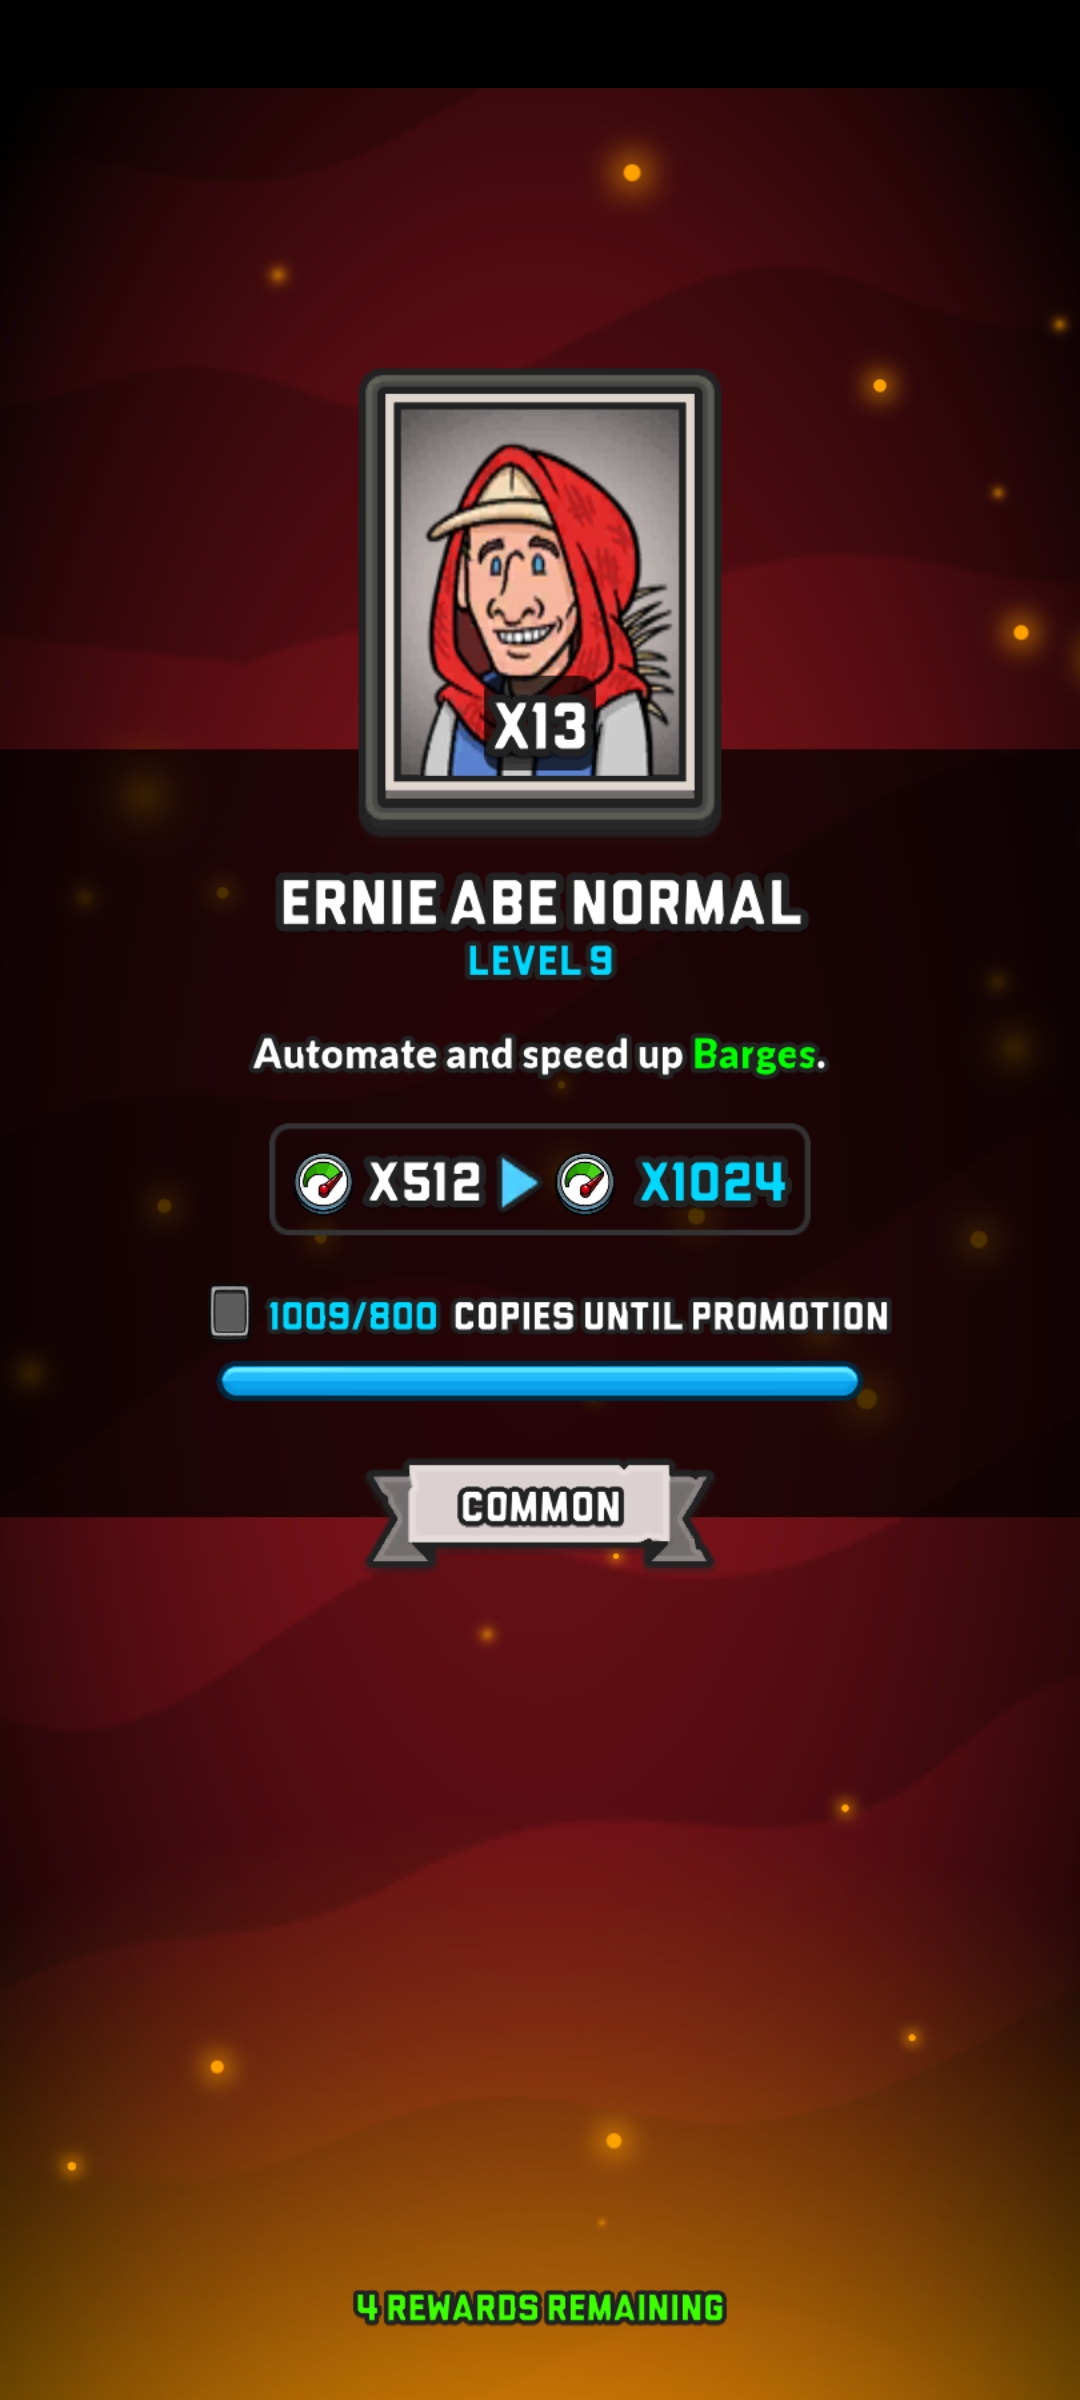 X13
ERNIE ABE NORMAL
LEVEL 9
Automate and speed up Barges.
X512 X1024
1009/800 COPIES UNTIL PROMOTION
COMMON
4 REWARDS REMAINING